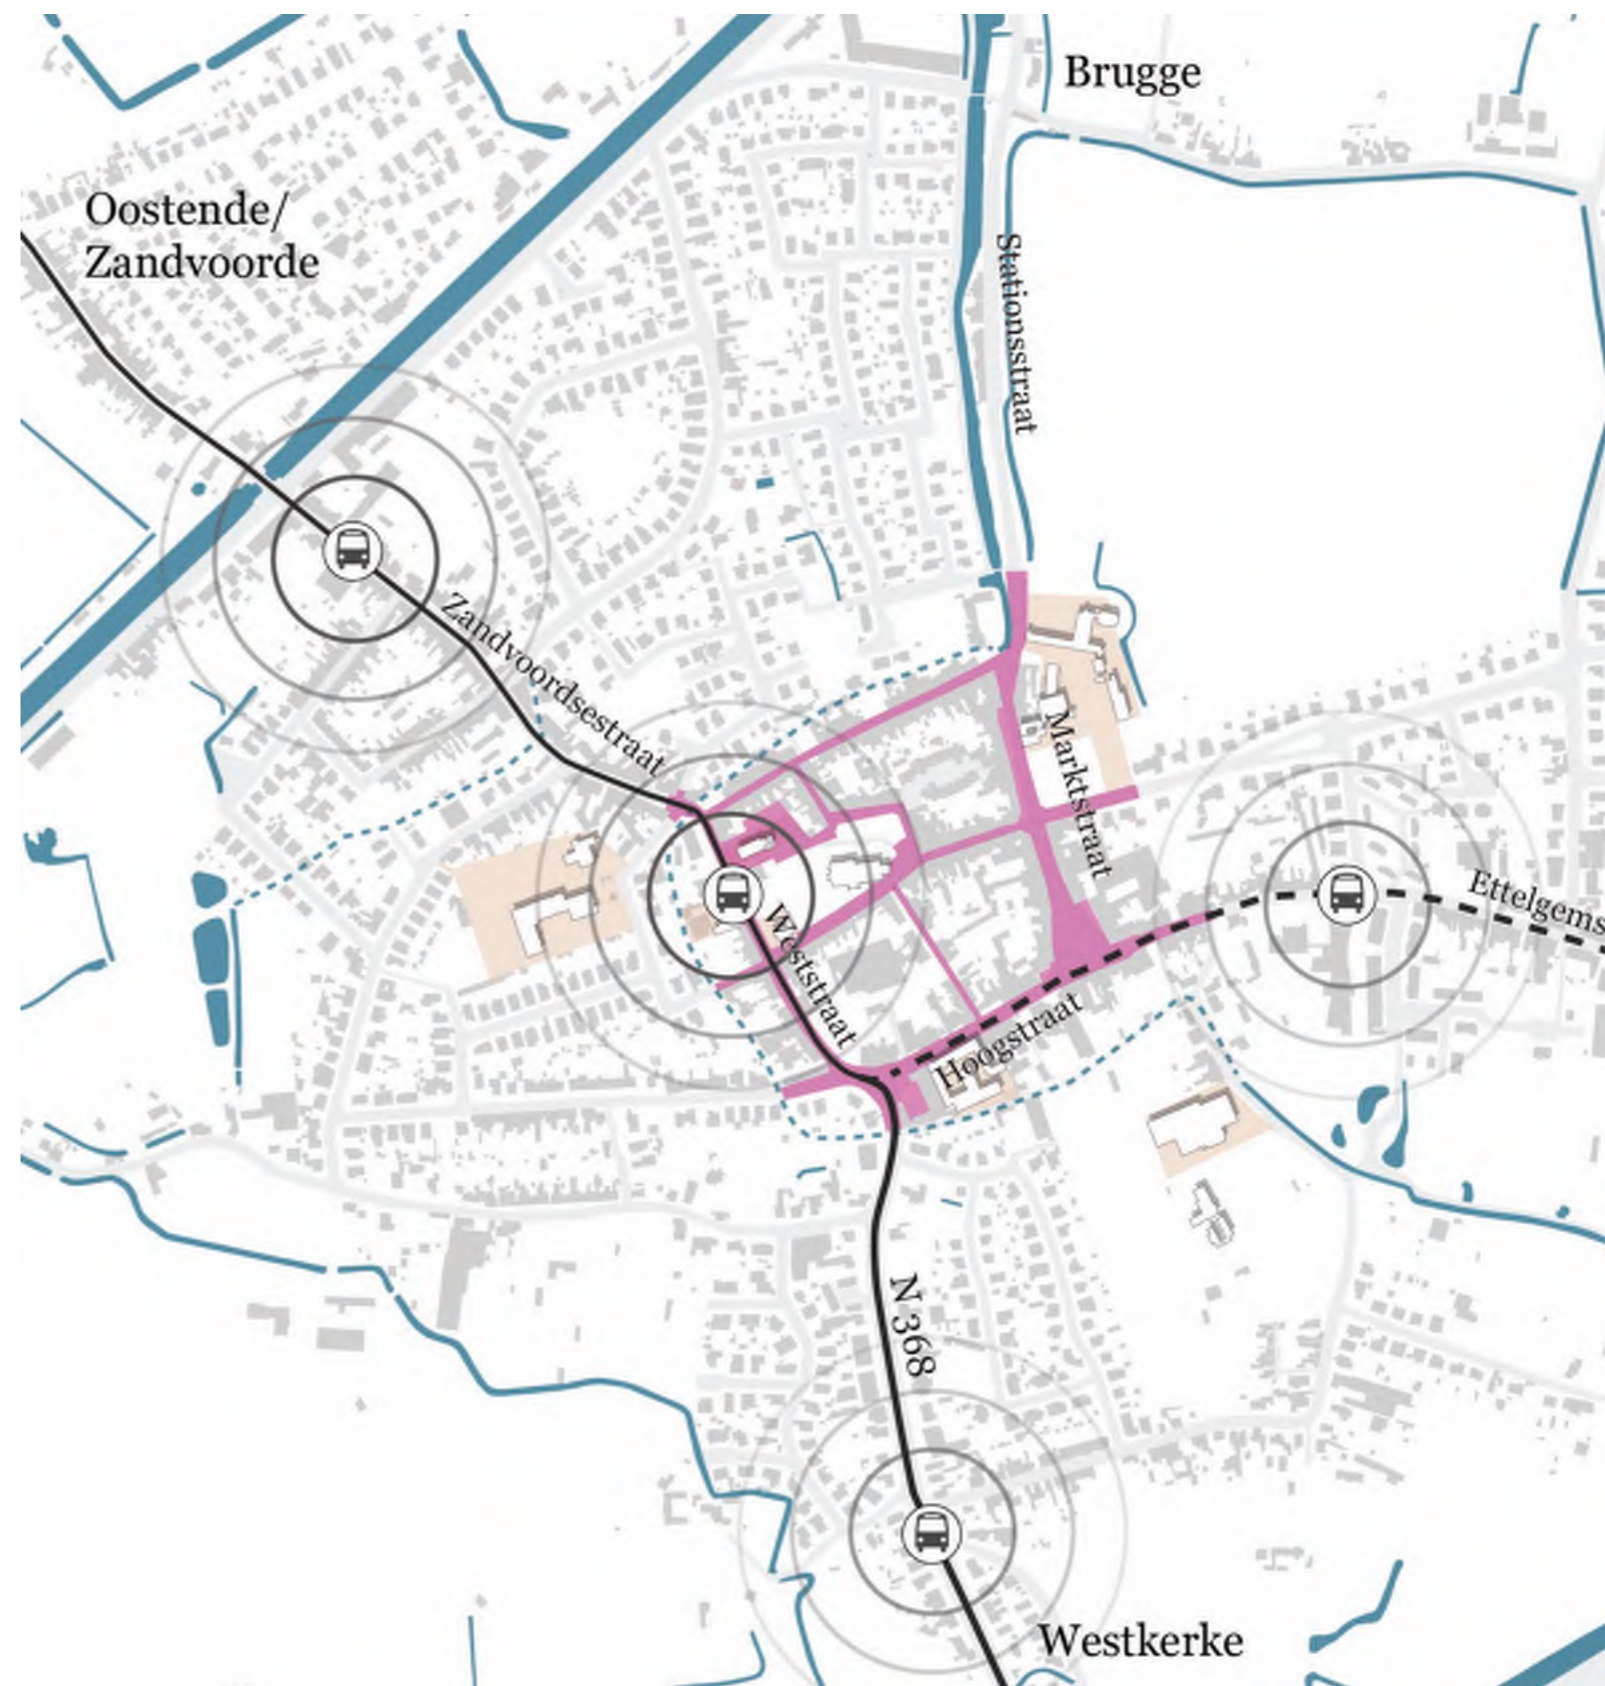 Brugge
Oostende/
Zandvoorde
Stationsstraat
Zandvoordsestraat
Marktstraat
Ettelgems
Weststraat
Hoogstraat
N 368
Westkerke